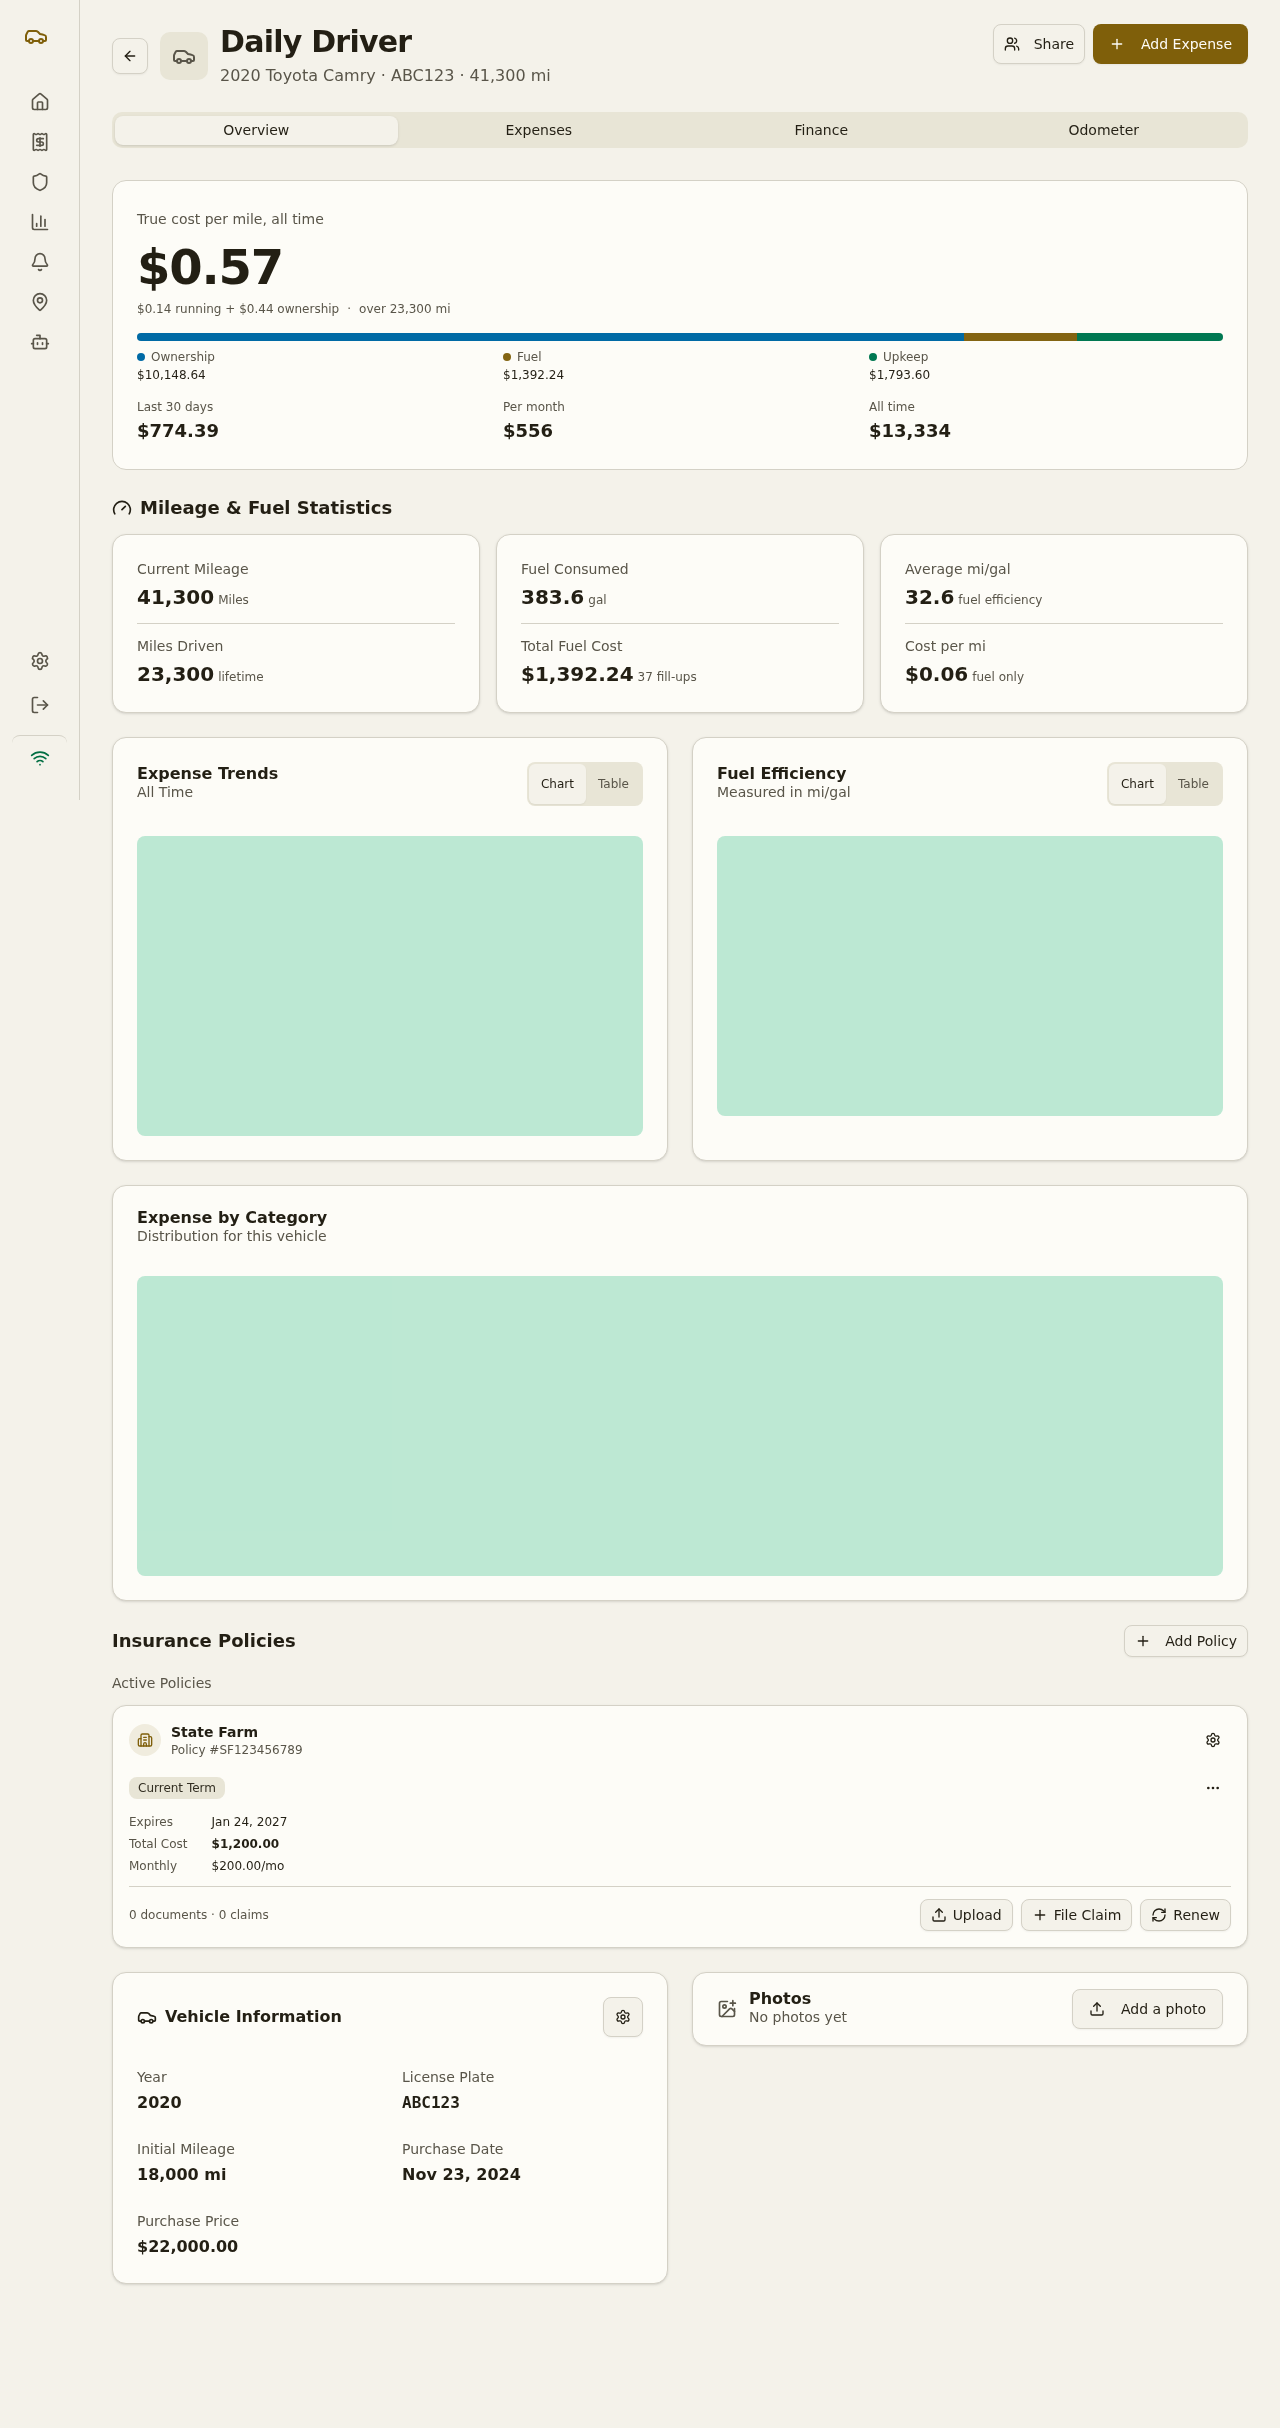 Daily Driver
2020 Toyota Camry · ABC123 · 41,300 mi
Share
Add Expense
Overview
Expenses
Finance
Odometer
True cost per mile, all time
$0.57
$0.14 running + $0.44 ownership · over 23,300 mi
Ownership
$10,148.64
Fuel
$1,392.24
Upkeep
$1,793.60
Last 30 days
$774.39
Per month
$556
All time
$13,334
Mileage & Fuel Statistics
Current Mileage
41,300 Miles
Miles Driven
23,300 lifetime
Fuel Consumed
383.6 gal
Total Fuel Cost
$1,392.24 37 fill-ups
Average mi/gal
32.6 fuel efficiency
Cost per mi
$0.06 fuel only
Expense Trends
All Time
Chart
Table
Fuel Efficiency
Measured in mi/gal
Chart
Table
Expense by Category
Distribution for this vehicle
Insurance Policies
Add Policy
Active Policies
State Farm
Policy #SF123456789
Current Term
Expires Jan 24, 2027
Total Cost $1,200.00
Monthly $200.00/mo
0 documents · 0 claims
Upload
File Claim
Renew
Vehicle Information
Year
2020
License Plate
ABC123
Initial Mileage
18,000 mi
Purchase Date
Nov 23, 2024
Purchase Price
$22,000.00
Photos
No photos yet
Add a photo